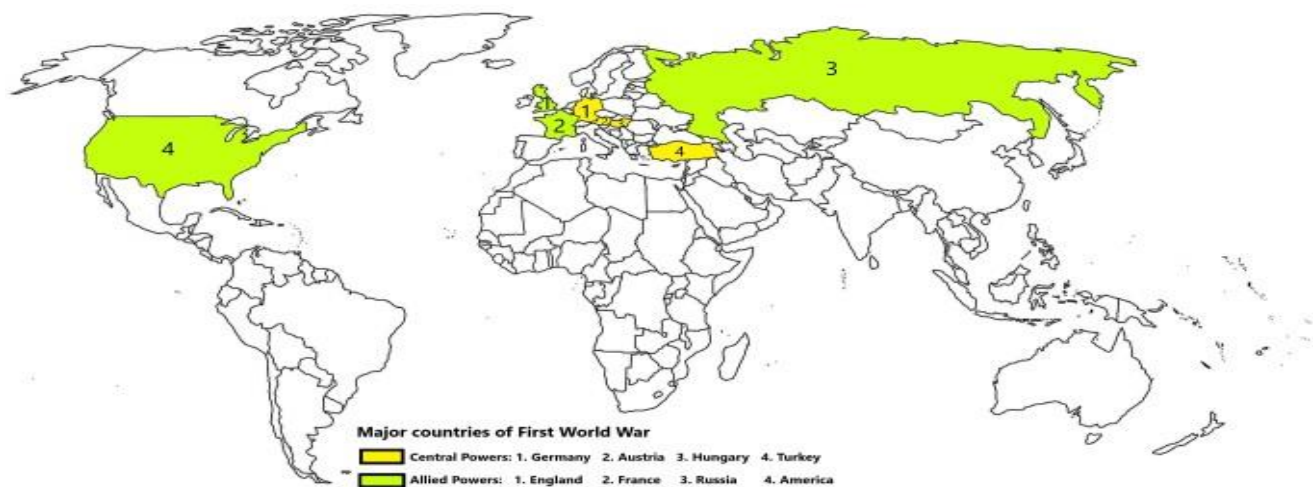 3
1
1
2
4
4
Major countries of First World War
Central Powers: 1. Germany 2. Austria 3. Hungary 4. Turkey
Allied Powers: 1. England 2. France 3. Russia 4. America